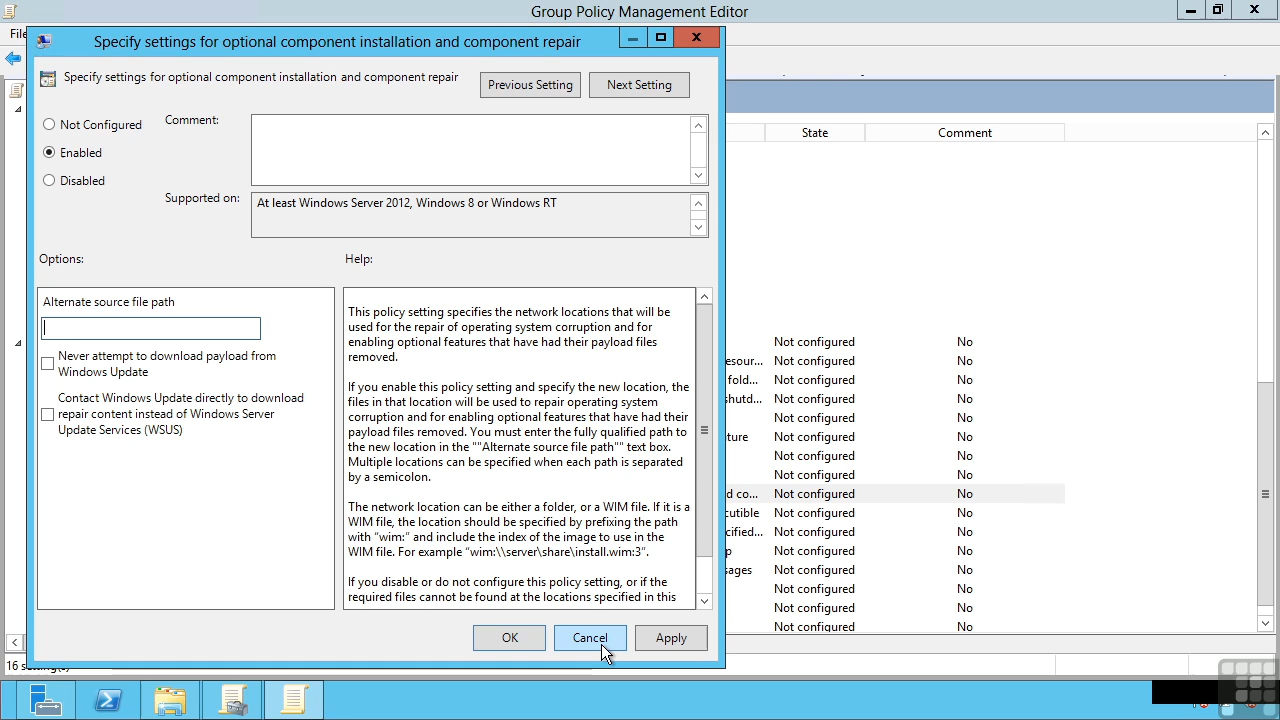 Group Policy Management Editor
File
Specify settings for optional component installation and component repair
Specify settings for optional component installation and component repair
Previous Setting
Next Setting
Not Configured
Comment:
Enabled
Disabled
Supported on:
At least Windows Server 2012, Windows 8 or Windows RT
Options:
Help:
Alternate source file path
Never attempt to download payload from
Windows Update
Contact Windows Update directly to download
repair content instead of Windows Server
Update Services (WSUS)
This policy setting specifies the network locations that will be
used for the repair of operating system corruption and for
enabling optional features that have had their payload files
removed.
If you enable this policy setting and specify the new location, the
files in that location will be used to repair operating system
corruption and for enabling optional features that have had their
payload files removed. You must enter the fully qualified path to
the new location in the ""Alternate source file path"" text box.
Multiple locations can be specified when each path is separated
by a semicolon.
The network location can be either a folder, or a WIM file. If it is a
WIM file, the location should be specified by prefixing the path
with “wim:” and include the index of the image to use in the
WIM file. For example “wim:\\server\share\install.wim:3”.
If you disable or do not configure this policy setting, or if the
required files cannot be found at the locations specified in this
OK
Cancel
Apply
State
Comment
Not configured No
esour... Not configured No
fold... Not configured No
shutd... Not configured No
Not configured No
ture Not configured No
Not configured No
Not configured No
d co... Not configured No
cutible Not configured No
cified... Not configured No
p Not configured No
sages Not configured No
Not configured No
Not configured No
Not configured No